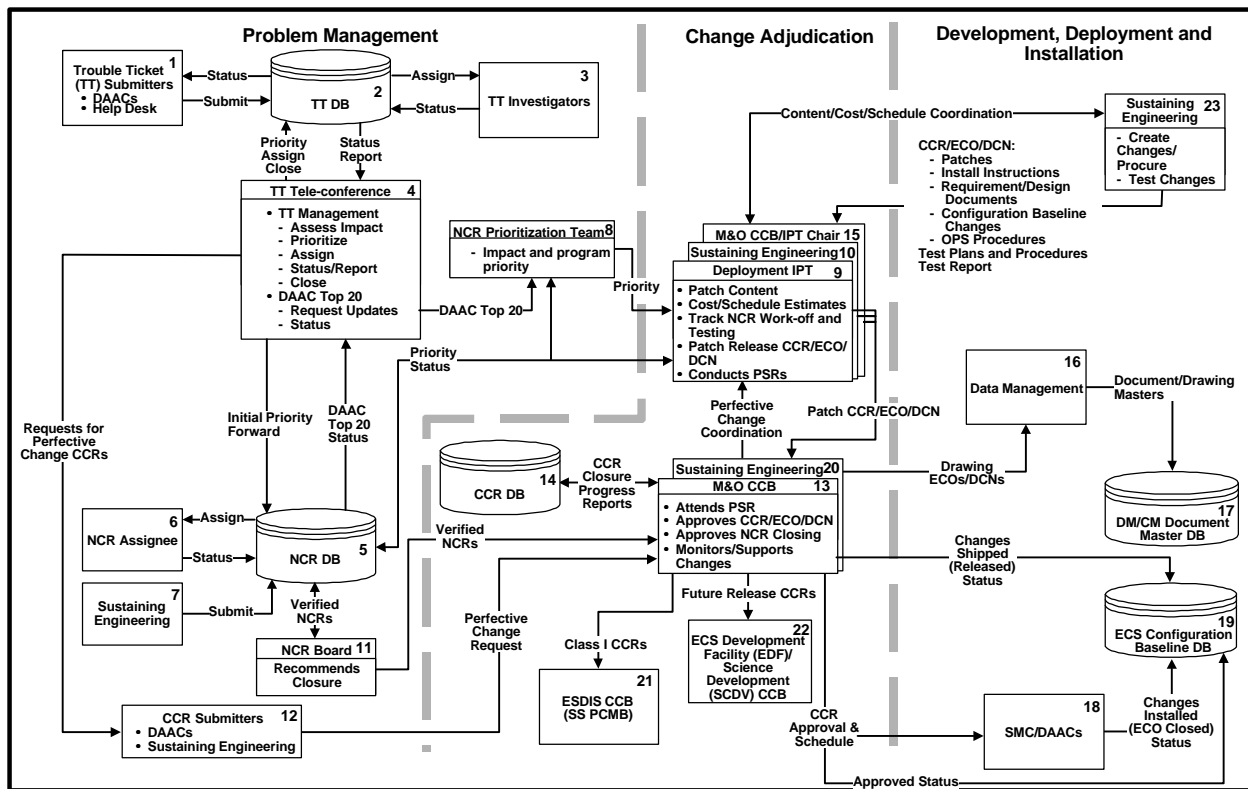 Problem Management
Change Adjudication
Development, Deployment and
Installation
1
Trouble Ticket
(TT) Submitters
• DAACs
• Help Desk
Status
Submit
2
TT DB
Assign
Status
3
TT Investigators
Priority
Assign
Close
Status
Report
TT Tele-conference 4
• TT Management
- Assess Impact
- Prioritize
- Assign
- Status/Report
- Close
• DAAC Top 20
- Request Updates
- Status
NCR Prioritization Team 8
- Impact and program
priority
DAAC Top 20
Priority
Priority
Status
Content/Cost/Schedule Coordination
Sustaining
Engineering
23
- Create
Changes/
Procure
- Test Changes
CCR/ECO/DCN:
- Patches
- Install Instructions
- Requirement/Design
Documents
- Configuration Baseline
Changes
- OPS Procedures
Test Plans and Procedures
Test Report
M&O CCB/IPT Chair 15
Sustaining Engineering 10
Deployment IPT 9
• Patch Content
• Cost/Schedule Estimates
• Track NCR Work-off and
Testing
• Patch Release CCR/ECO/
DCN
• Conducts PSRs
Requests for
Perfective
Change CCRs
Initial Priority
Forward
DAAC
Top 20
Status
Perfective
Change
Coordination
Patch CCR/ECO/DCN
16
Data Management
Document/Drawing
Masters
Drawing
ECOs/DCNs
17
DM/CM Document
Master DB
14
CCR DB
CCR
Closure
Progress
Reports
Sustaining Engineering 20
M&O CCB 13
• Attends PSR
• Approves CCR/ECO/DCN
• Approves NCR Closing
• Monitors/Supports
Changes
6
NCR Assignee
Assign
Status
5
NCR DB
Verified
NCRs
7
Sustaining
Engineering
Submit
Verified
NCRs
NCR Board 11
Recommends
Closure
Perfective
Change
Request
12
CCR Submitters
• DAACs
• Sustaining Engineering
Class I CCRs
21
ESDIS CCB
(SS PCMB)
Future Release CCRs
22
ECS Development
Facility (EDF)/
Science
Development
(SCDV) CCB
Changes
Shipped
(Released)
Status
19
ECS Configuration
Baseline DB
CCR
Approval &
Schedule
18
SMC/DAACs
Changes
Installed
(ECO Closed)
Status
Approved Status